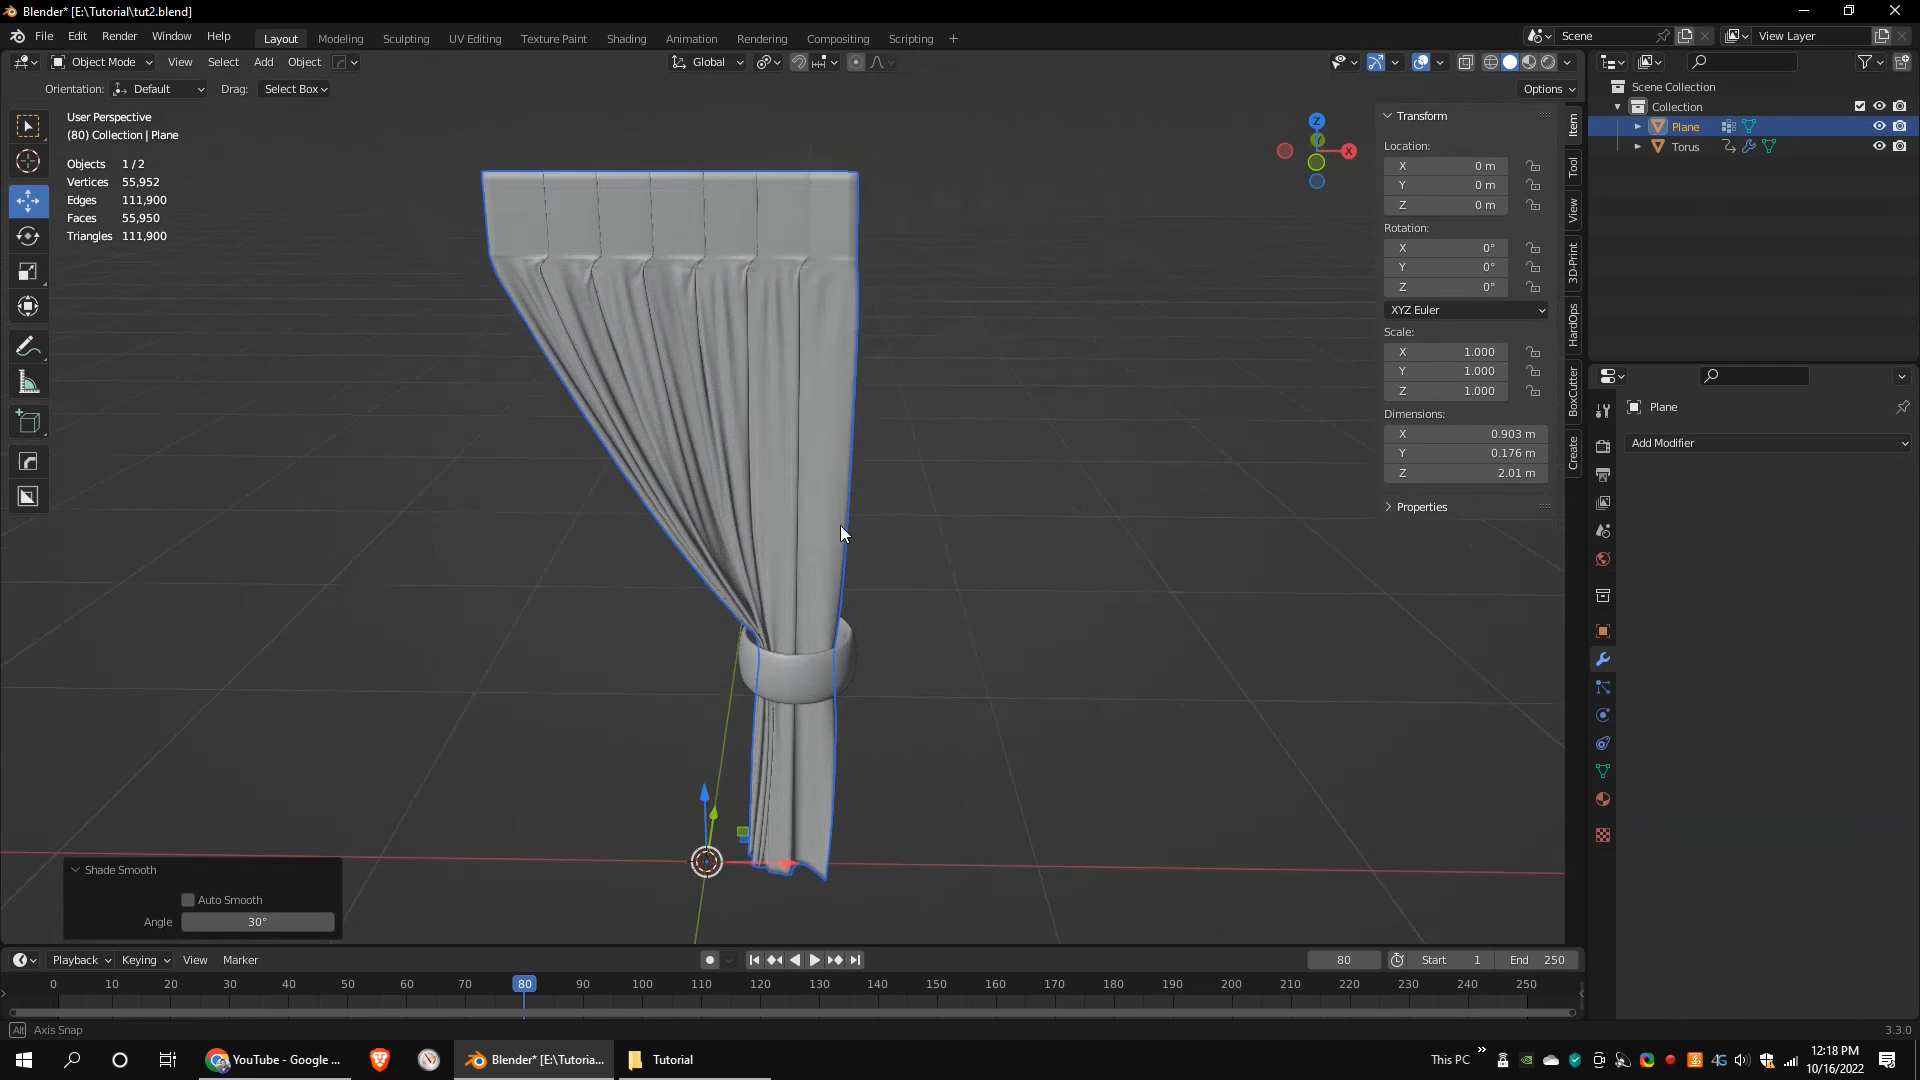 Blender* [E:\Tutorial\tut2.blend]
File Edit Render Window Help Layout Modeling Sculpting UV Editing Texture Paint Shading Animation Rendering Compositing Scripting + Scene View Layer
Object Mode View Select Add Object Global
Orientation: Default Drag: Select Box Options
User Perspective
(80) Collection | Plane
Objects 1 / 2
Vertices 55,952
Edges 111,900
Faces 55,950
Triangles 111,900
Z
X
Transform
Location:
X 0 m
Y 0 m
Z 0 m
Rotation:
X 0°
Y 0°
Z 0°
XYZ Euler
Scale:
X 1.000
Y 1.000
Z 1.000
Dimensions:
X 0.903 m
Y 0.176 m
Z 2.01 m
Properties
Item
Tool
View
3D-Print
HardOps
BoxCutter
Create
Scene Collection
Collection
Plane
Torus
Plane
Add Modifier
Shade Smooth
Auto Smooth
Angle 30°
Playback Keying View Marker 80 Start 1 End 250
0 10 20 30 40 50 60 70 80 90 100 110 120 130 140 150 160 170 180 190 200 210 220 230 240 250
Alt Axis Snap 3.3.0
YouTube - Google ... Blender* [E:\Tutoria... Tutorial This PC » 4G 12:18 PM
10/16/2022